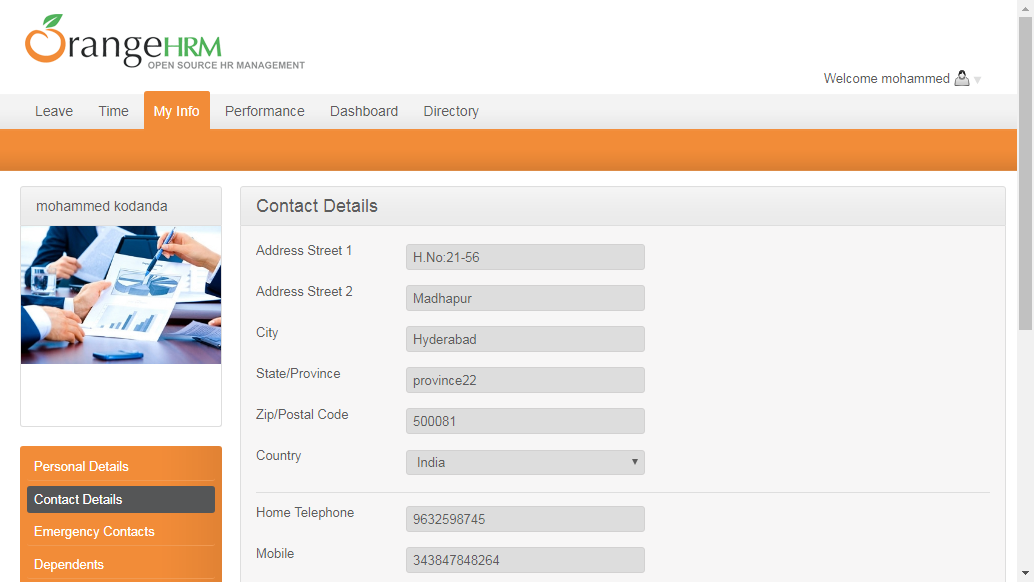 OrangeHRM
OPEN SOURCE HR MANAGEMENT
Welcome mohammed
Leave Time My Info Performance Dashboard Directory
mohammed kodanda
Personal Details
Contact Details
Emergency Contacts
Dependents
Contact Details
Address Street 1 H.No:21-56
Address Street 2 Madhapur
City Hyderabad
State/Province province22
Zip/Postal Code 500081
Country India
Home Telephone 9632598745
Mobile 343847848264